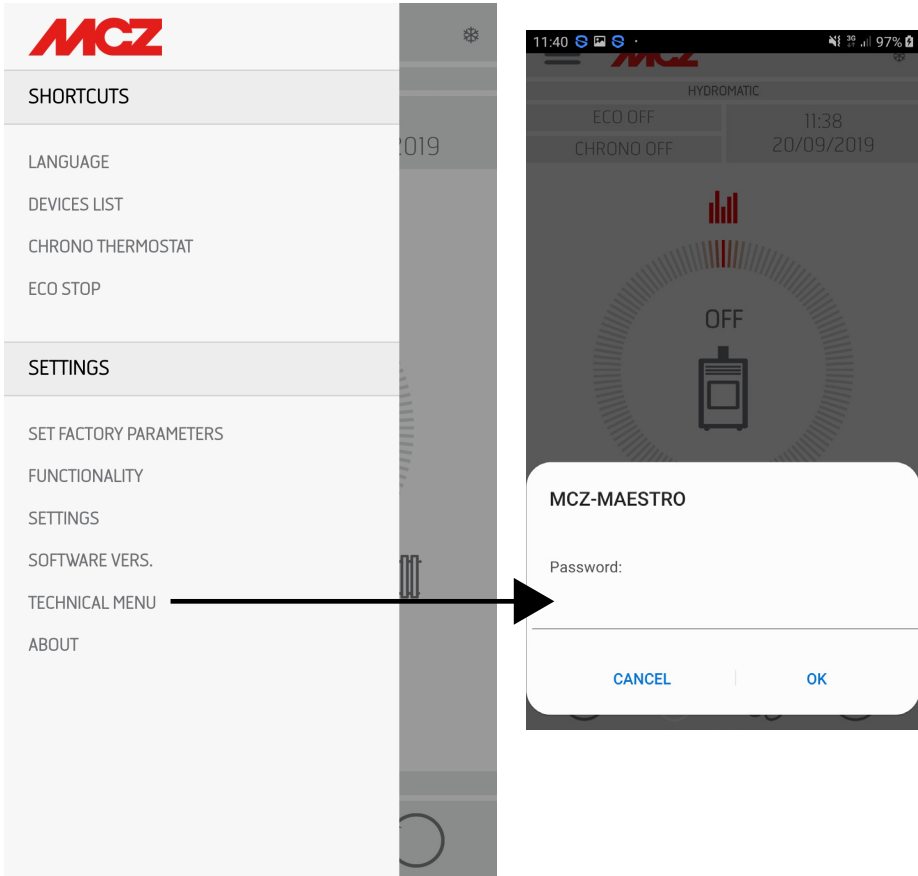 MCZ
SHORTCUTS
LANGUAGE
DEVICES LIST
CHRONO THERMOSTAT
ECO STOP
SETTINGS
SET FACTORY PARAMETERS
FUNCTIONALITY
SETTINGS
SOFTWARE VERS.
TECHNICAL MENU
ABOUT
2019
11:40 3G 97%
MCZ
HYDROMATIC
ECO OFF
CHRONO OFF
11:38
20/09/2019
OFF
MCZ-MAESTRO
Password:
CANCEL OK